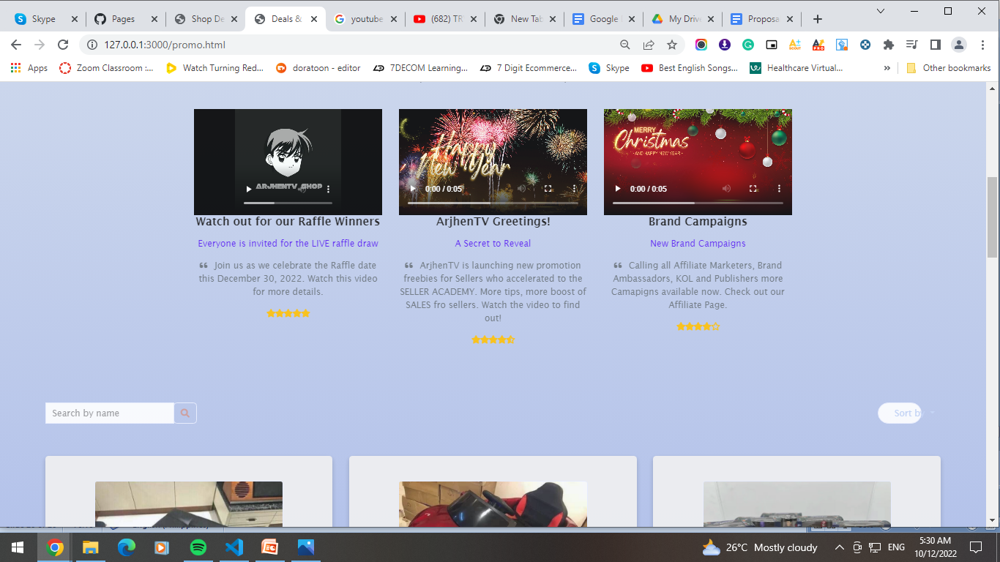 Skype
Pages
Shop De
Deals &
youtube
(682) TR
New Tab
Google
My Drive
Proposa
127.0.0.1:3000/promo.html
Apps
Zoom Classroom :...
Watch Turning Red...
doratoon - editor
7DECOM Learning...
7 Digit Ecommerce...
Skype
Best English Songs...
Healthcare Virtual...
»
Other bookmarks
ARJHENTV SHOP
Happy
New Year
0:00 / 0:05
MERRY
Christmas
- AND HAPPY NEW YEAR -
0:00 / 0:05
Watch out for our Raffle Winners
Everyone is invited for the LIVE raffle draw
“ Join us as we celebrate the Raffle date
this December 30, 2022. Watch this video
for more details.
ArjhenTV Greetings!
A Secret to Reveal
“ ArjhenTV is launching new promotion
freebies for Sellers who accelerated to the
SELLER ACADEMY. More tips, more boost of
SALES fro sellers. Watch the video to find
out!
Brand Campaigns
New Brand Campaigns
“ Calling all Affiliate Marketers, Brand
Ambassadors, KOL and Publishers more
Camapigns available now. Check out our
Affiliate Page.
Search by name
Sort by
26°C Mostly cloudy
ENG
5:30 AM
10/12/2022